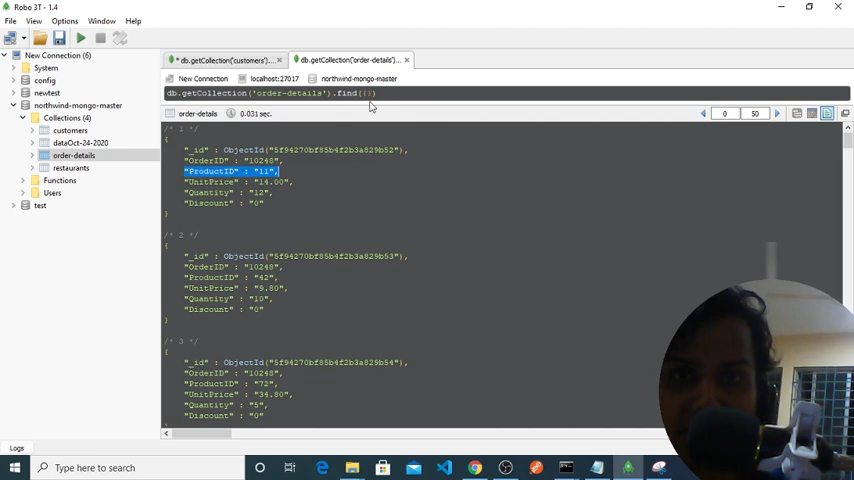 Robo 3T - 1.4
File View Options Window Help
New Connection (6)
System
config
newtest
northwind-mongo-master
Collections (4)
customers
dataOct-24-2020
order-details
restaurants
Functions
Users
test
* db.getCollection('customers')...
db.getCollection('order-details')...
New Connection localhost:27017 northwind-mongo-master
db.getCollection('order-details').find({})
order-details 0.031 sec.
0 50
/* 1 */
{
"_id" : ObjectId("5f94270bf85b4f2b3a829b52"),
"OrderID" : "10248",
"ProductID" : "11",
"UnitPrice" : "14.00",
"Quantity" : "12",
"Discount" : "0"
}
/* 2 */
{
"_id" : ObjectId("5f94270bf85b4f2b3a829b53"),
"OrderID" : "10248",
"ProductID" : "42",
"UnitPrice" : "9.80",
"Quantity" : "10",
"Discount" : "0"
}
/* 3 */
{
"_id" : ObjectId("5f94270bf85b4f2b3a829b54"),
"OrderID" : "10248",
"ProductID" : "72",
"UnitPrice" : "34.80",
"Quantity" : "5",
"Discount" : "0"
Logs
Type here to search